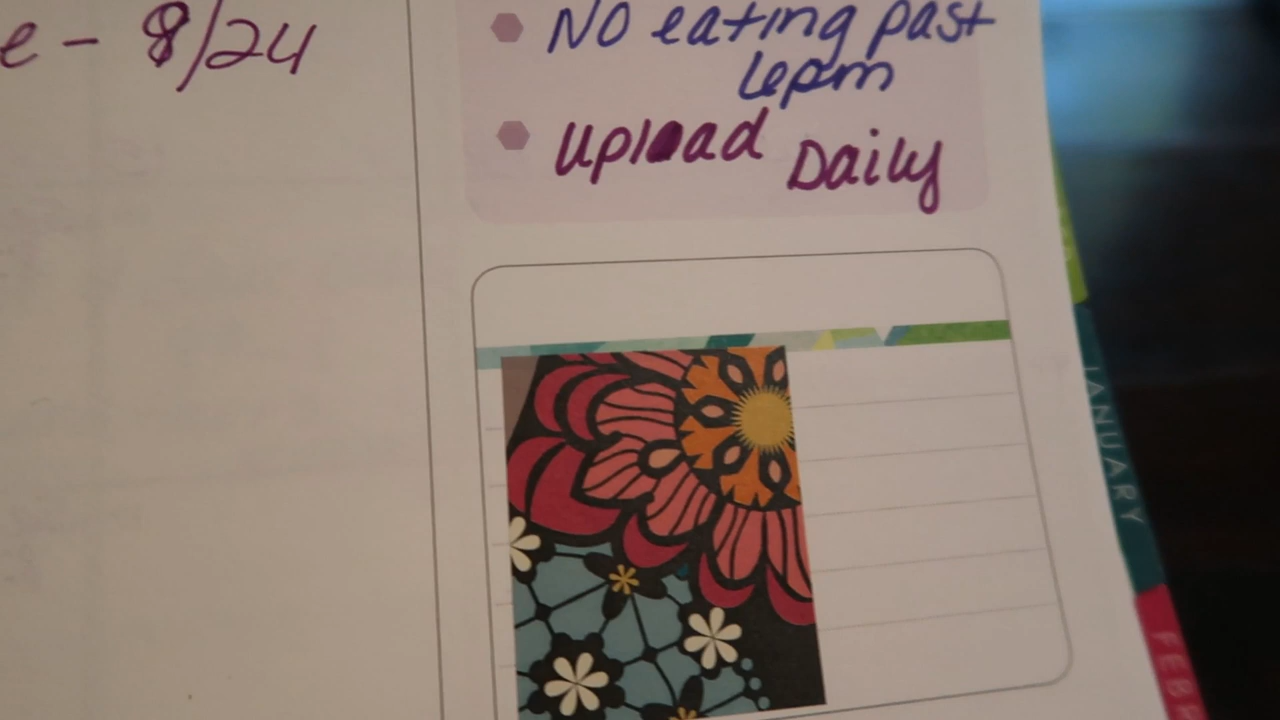 e - 8/24
NO eating past
6pm
Upload Daily
JANUARY
FEB